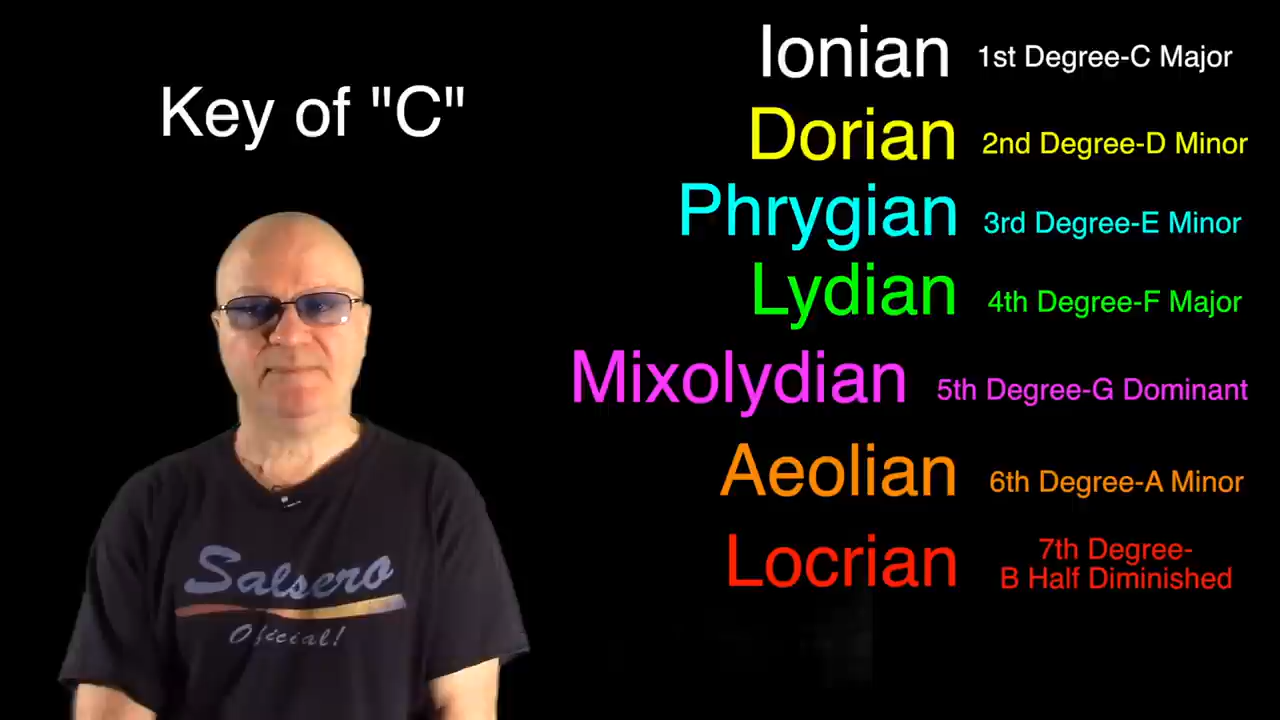 Key of "C"
Ionian 1st Degree-C Major
Dorian 2nd Degree-D Minor
Phrygian 3rd Degree-E Minor
Lydian 4th Degree-F Major
Mixolydian 5th Degree-G Dominant
Aeolian 6th Degree-A Minor
Locrian 7th Degree-
B Half Diminished
Salsero
Oficial!